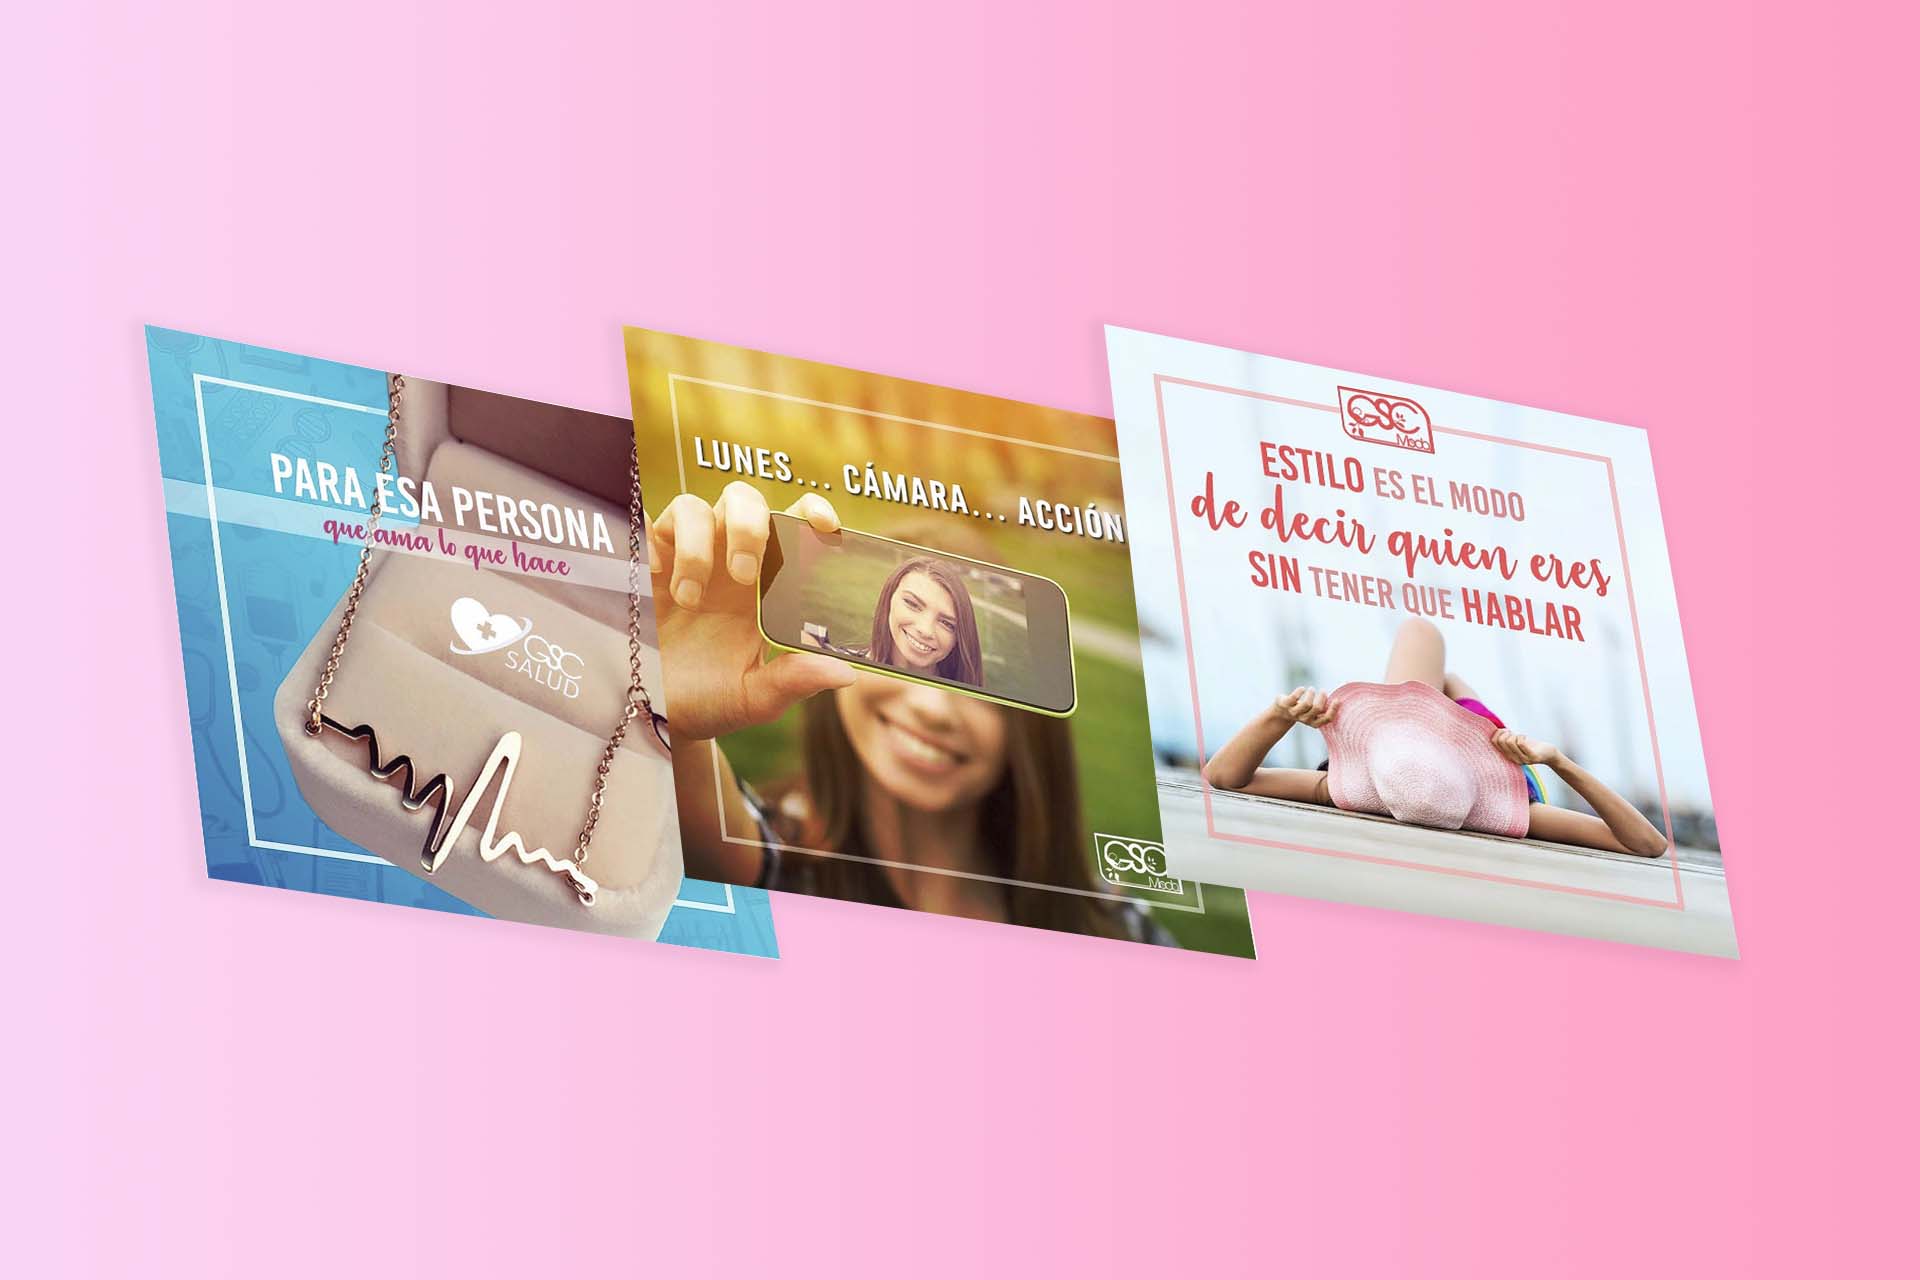 PARA ESA PERSONA
que ama lo que hace
GSC
SALUD
LUNES... CÁMARA... ACCIÓN
GSC
Moda
GSC
Moda
ESTILO ES EL MODO
de decir quien eres
SIN TENER QUE HABLAR